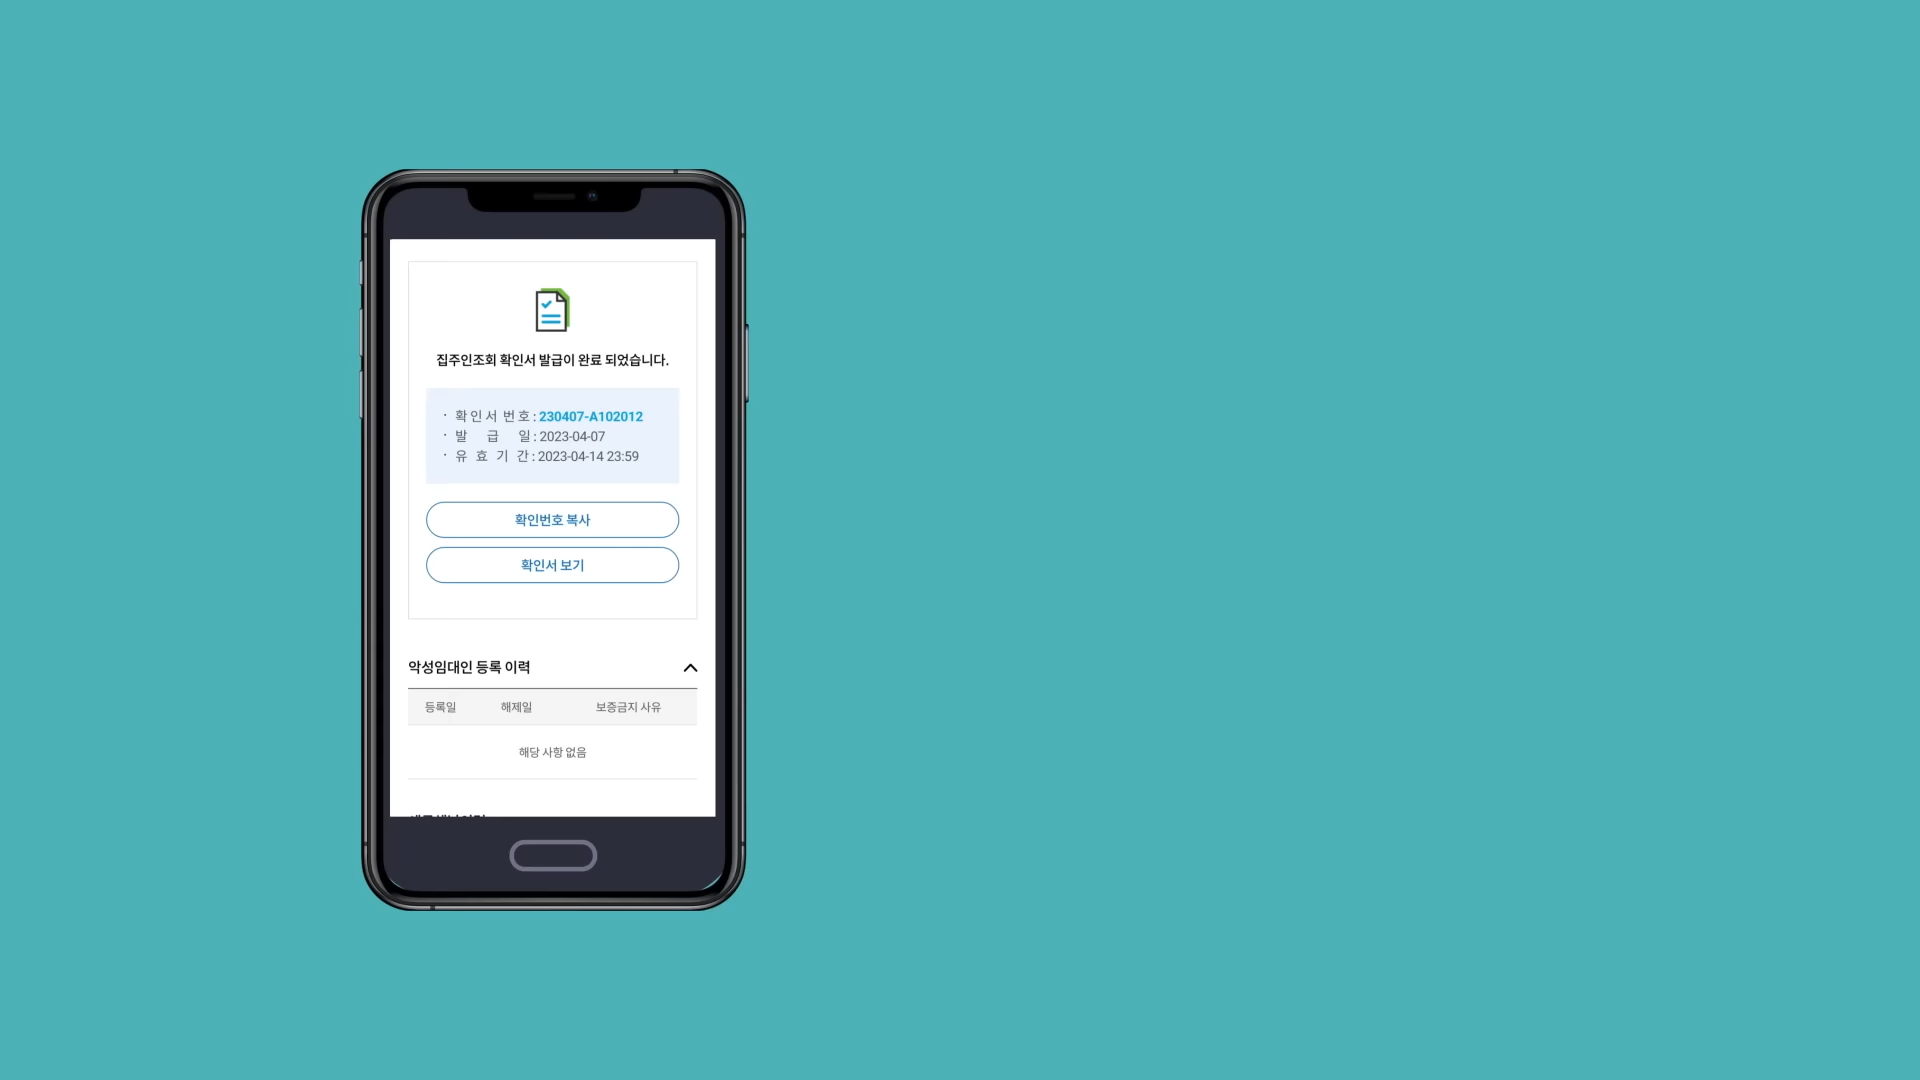 집주인조회 확인서 발급이 완료 되었습니다.
· 확인서 번호 : 230407-A102012
· 발 급 일 : 2023-04-07
· 유 효 기 간 : 2023-04-14 23:59
확인번호 복사
확인서 보기
악성임대인 등록 이력
등록일 해제일 보증금지 사유
해당 사항 없음